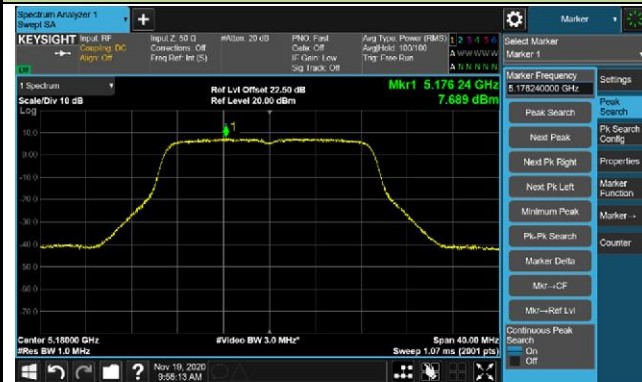 Spectrum Analyzer 1
Swept SA
+
Marker
KEYSIGHT
Input: RF
Coupling: DC
Align: Off
Input Z: 50 Ω
Corrections: Off
Freq Ref: Int (S)
#Atten: 20 dB
PNO: Fast
Gate: Off
IF Gain: Low
Sig Track: Off
Avg Type: Power (RMS)
Avg|Hold: 100/100
Trig: Free Run
1 2 3 4 5 6
A W W W W W
A N N N N N
Select Marker
Marker 1
1 Spectrum
Scale/Div 10 dB
Log
Ref Lvl Offset 22.50 dB
Ref Level 20.00 dBm
Mkr1 5.176 24 GHz
7.689 dBm
1
10.0
0.00
-10.0
-20.0
-30.0
-40.0
-50.0
-60.0
-70.0
Center 5.18000 GHz
#Res BW 1.0 MHz
#Video BW 3.0 MHz*
Span 40.00 MHz
Sweep 1.07 ms (2001 pts)
Marker Frequency
5.176240000 GHz
Peak Search
Next Peak
Next Pk Right
Next Pk Left
Minimum Peak
Pk-Pk Search
Marker Delta
Mkr→CF
Mkr→Ref Lvl
Continuous Peak
Search
On
Off
Settings
Peak
Search
Pk Search
Config
Properties
Marker
Function
Marker→
Counter
?
Nov 19, 2020
9:55:13 AM